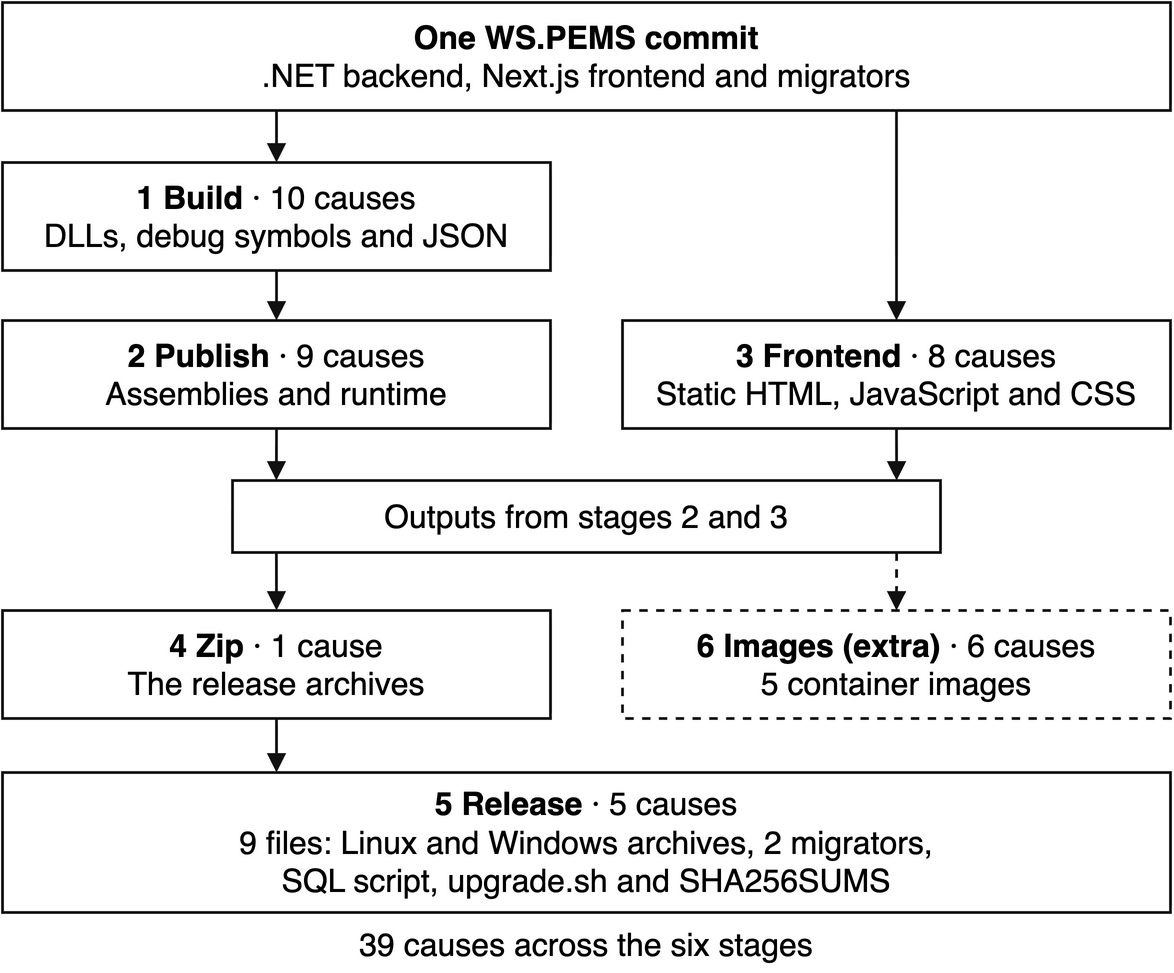 One WS.PEMS commit
.NET backend, Next.js frontend and migrators
1 Build · 10 causes
DLLs, debug symbols and JSON
2 Publish · 9 causes
Assemblies and runtime
3 Frontend · 8 causes
Static HTML, JavaScript and CSS
Outputs from stages 2 and 3
4 Zip · 1 cause
The release archives
6 Images (extra) · 6 causes
5 container images
5 Release · 5 causes
9 files: Linux and Windows archives, 2 migrators,
SQL script, upgrade.sh and SHA256SUMS
39 causes across the six stages